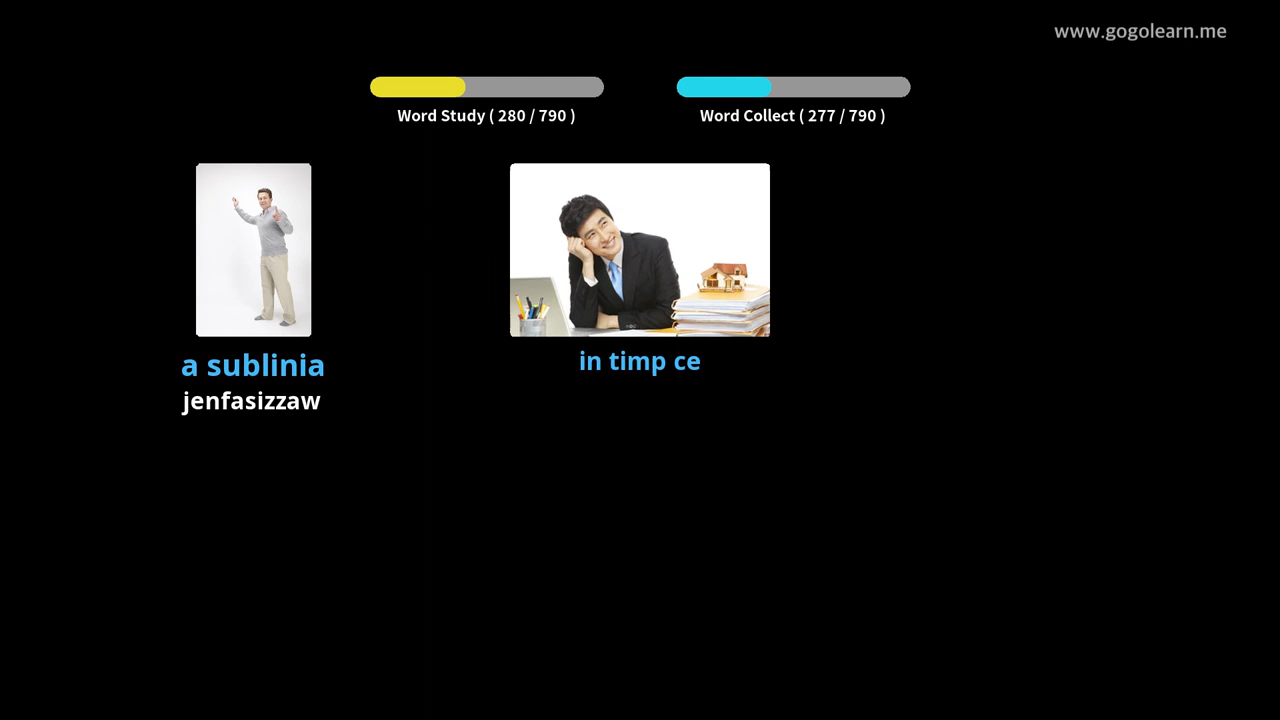 www.gogolearn.me
Word Study ( 280 / 790 )
Word Collect ( 277 / 790 )
a sublinia
jenfasizzaw
in timp ce